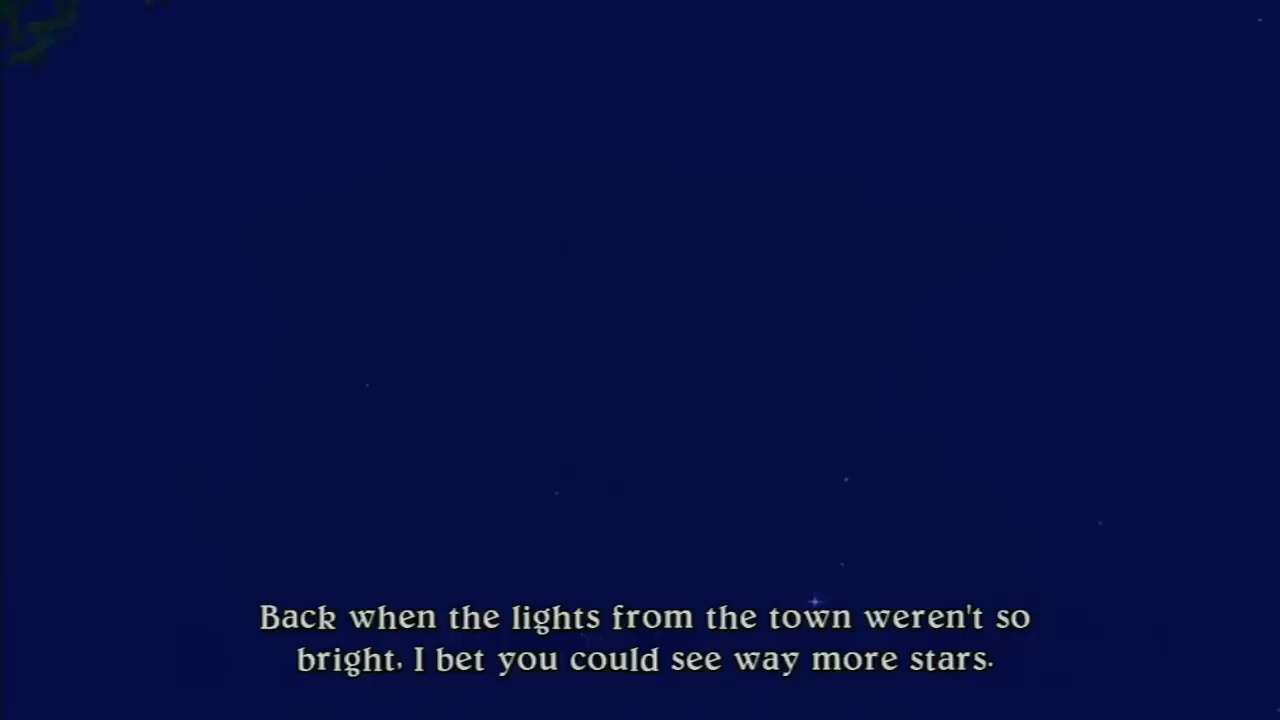 Back when the lights from the town weren't so
bright, I bet you could see way more stars.